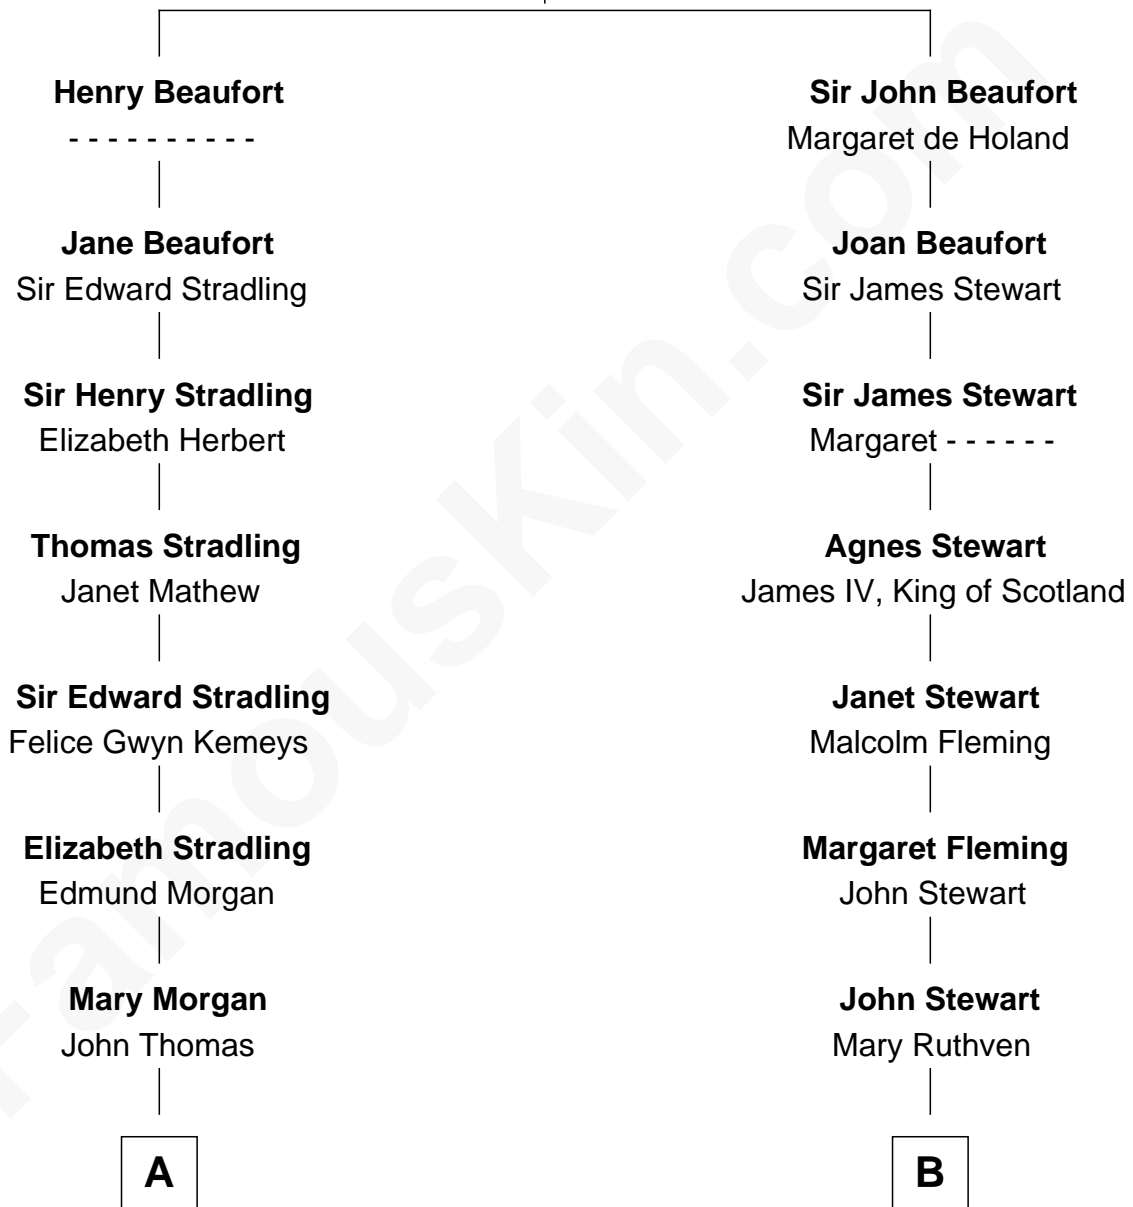 Henry Beaufort
- - - - - - - - - -
Jane Beaufort
Sir Edward Stradling
Sir Henry Stradling
Elizabeth Herbert
Thomas Stradling
Janet Mathew
Sir Edward Stradling
Felice Gwyn Kemeys
Elizabeth Stradling
Edmund Morgan
Mary Morgan
John Thomas
A
Sir John Beaufort
Margaret de Holand
Joan Beaufort
Sir James Stewart
Sir James Stewart
Margaret - - - - - -
Agnes Stewart
James IV, King of Scotland
Janet Stewart
Malcolm Fleming
Margaret Fleming
John Stewart
John Stewart
Mary Ruthven
B
FamousKin.com